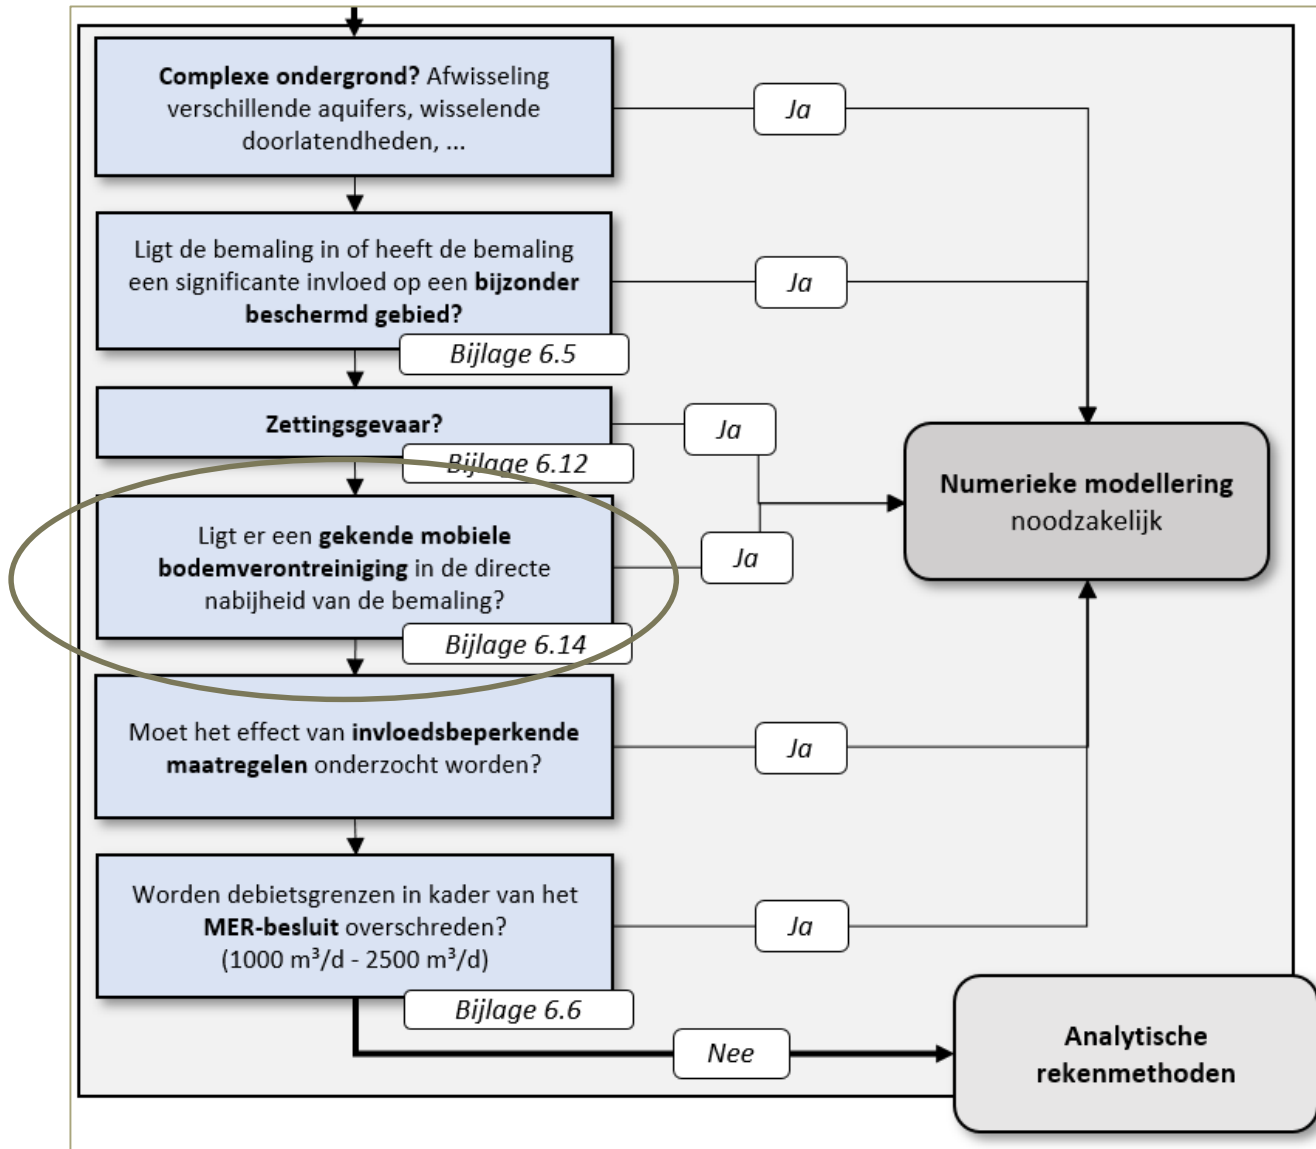 Complexe ondergrond? Afwisseling
verschillende aquifers, wisselende
doorlatendheden, ...
Ja
Ligt de bemaling in of heeft de bemaling
een significante invloed op een bijzonder
beschermd gebied?
Ja
Bijlage 6.5
Zettingsgevaar?
Ja
Bijlage 6.12
Numerieke modellering
noodzakelijk
Ligt er een gekende mobiele
bodemverontreiniging in de directe
nabijheid van de bemaling?
Ja
Bijlage 6.14
Moet het effect van invloedsbeperkende
maatregelen onderzocht worden?
Ja
Worden debietsgrenzen in kader van het
MER-besluit overschreden?
(1000 m³/d - 2500 m³/d)
Ja
Bijlage 6.6
Nee
Analytische
rekenmethoden